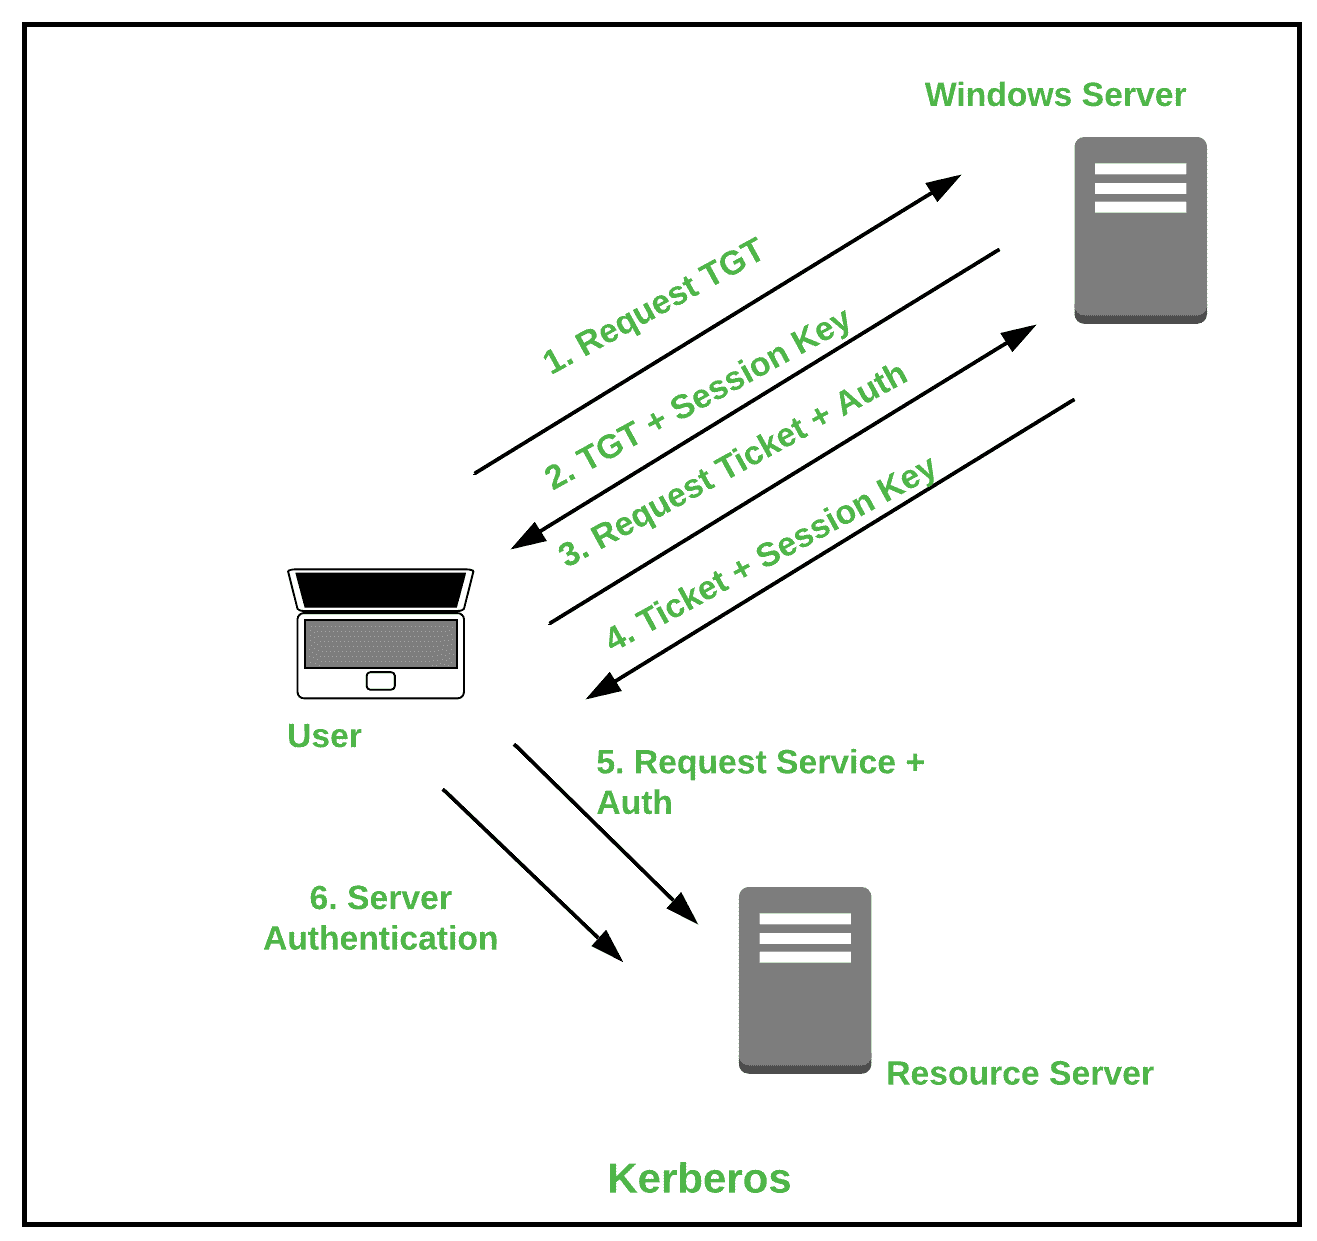 Windows Server
1. Request TGT
2. TGT + Session Key
3. Request Ticket + Auth
4. Ticket + Session Key
User
5. Request Service +
Auth
6. Server
Authentication
Resource Server
Kerberos